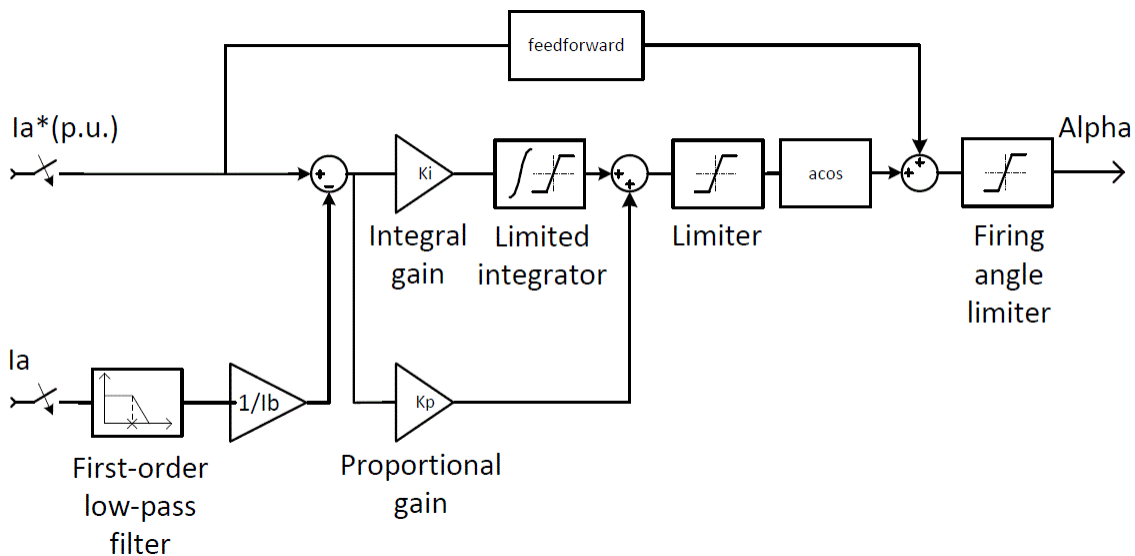 feedforward
Ia*(p.u.)
Alpha
Ki
acos
Integral
gain
Limited
integrator
Limiter
Firing
angle
limiter
Ia
1/Ib
Kp
First-order
low-pass
filter
Proportional
gain